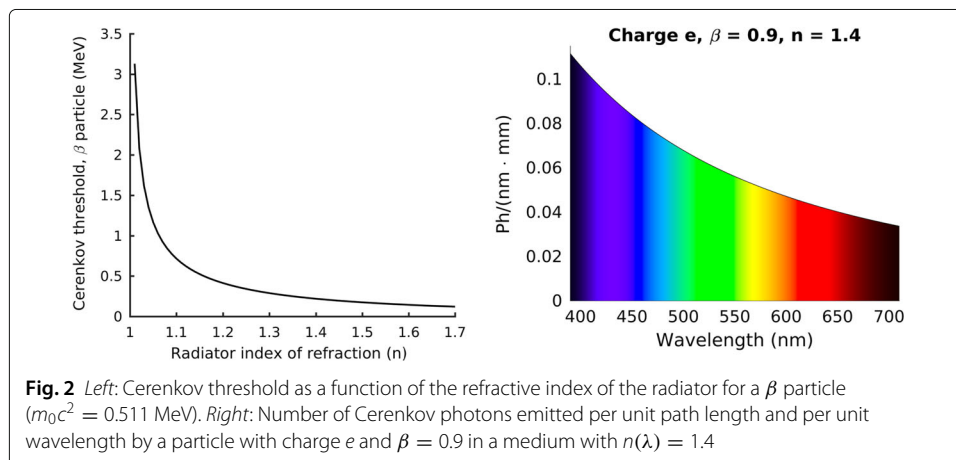 3.5
3
2.5
2
1.5
1
0.5
0
Cerenkov threshold, β particle (MeV)
1 1.1 1.2 1.3 1.4 1.5 1.6 1.7
Radiator index of refraction (n)
Charge e, β = 0.9, n = 1.4
0.1
0.08
0.06
0.04
0.02
0
Ph/(nm · mm)
400 450 500 550 600 650 700
Wavelength (nm)
Fig. 2 Left: Cerenkov threshold as a function of the refractive index of the radiator for a β particle
(m₀c² = 0.511 MeV). Right: Number of Cerenkov photons emitted per unit path length and per unit
wavelength by a particle with charge e and β = 0.9 in a medium with n(λ) = 1.4